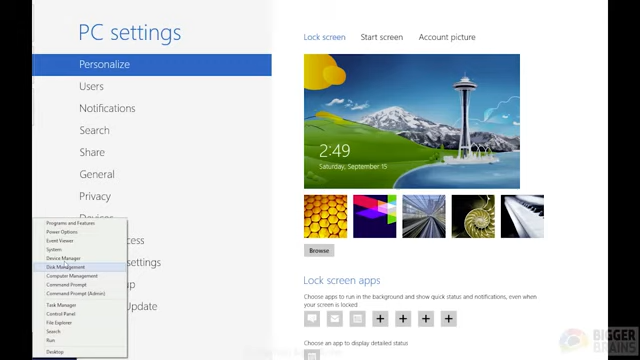 PC settings
Personalize
Users
Notifications
Search
Share
General
Privacy
Devices
Programs and Features
Power Options
Event Viewer
System
Device Manager
Disk Management
Computer Management
Command Prompt
Command Prompt (Admin)
Task Manager
Control Panel
File Explorer
Search
Run
Desktop
Lock screen
Start screen
Account picture
2:49
Saturday, September 15
Browse
Lock screen apps
Choose apps to run in the background and show quick status and notifications, even when
your screen is locked.
Choose an app to display detailed status
BIGGER
BRAINS